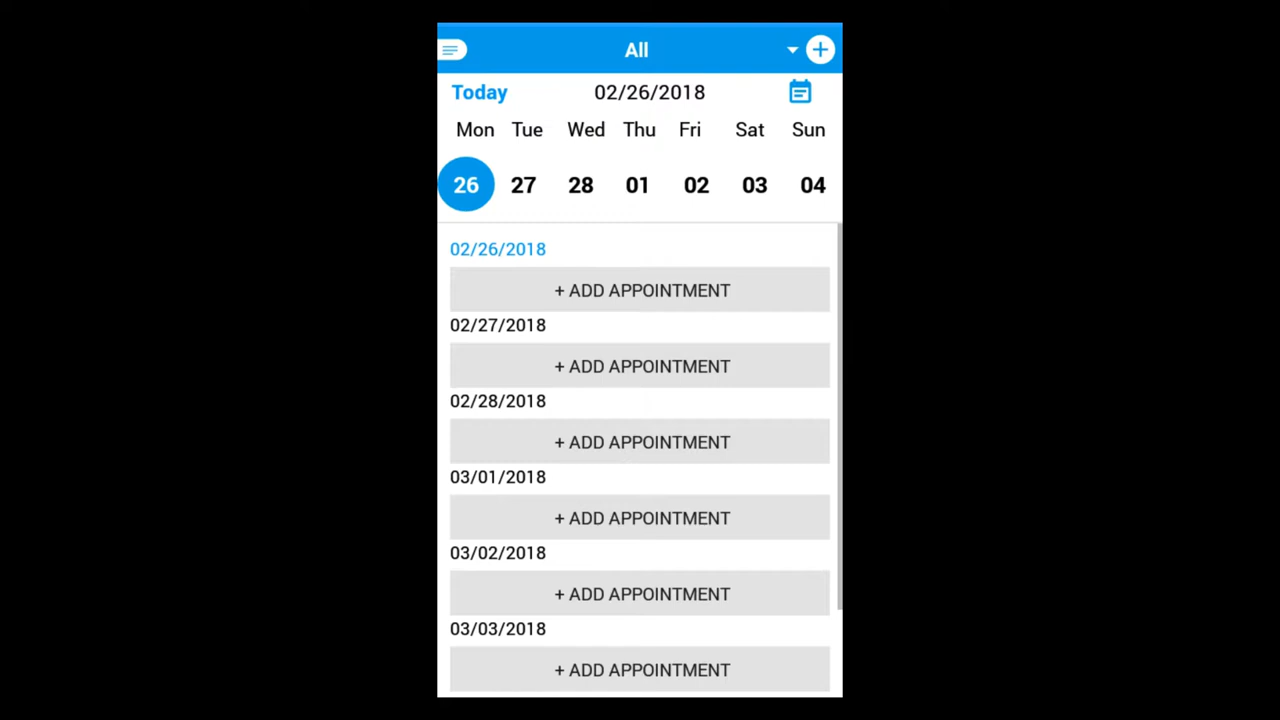 All
Today 02/26/2018
Mon Tue Wed Thu Fri Sat Sun
26 27 28 01 02 03 04
02/26/2018
+ ADD APPOINTMENT
02/27/2018
+ ADD APPOINTMENT
02/28/2018
+ ADD APPOINTMENT
03/01/2018
+ ADD APPOINTMENT
03/02/2018
+ ADD APPOINTMENT
03/03/2018
+ ADD APPOINTMENT